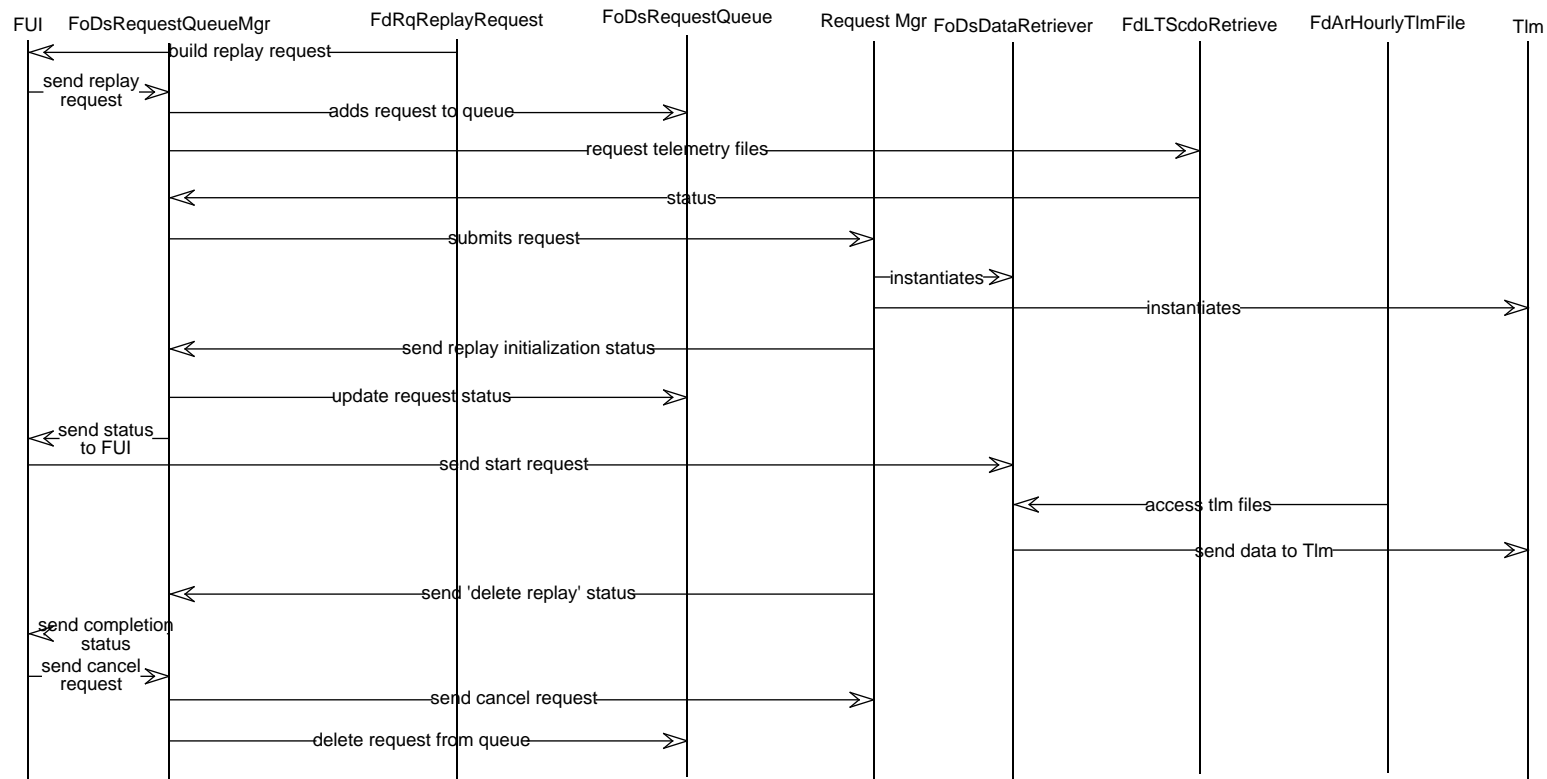 FUI
FoDsRequestQueueMgr
FdRqReplayRequest
FoDsRequestQueue
Request Mgr
FoDsDataRetriever
FdLTScdoRetrieve
FdArHourlyTlmFile
Tlm
build replay request
send replay
request
adds request to queue
request telemetry files
status
submits request
instantiates
instantiates
send replay initialization status
update request status
send status
to FUI
send start request
access tlm files
send data to Tlm
send 'delete replay' status
send completion
status
send cancel
request
send cancel request
delete request from queue